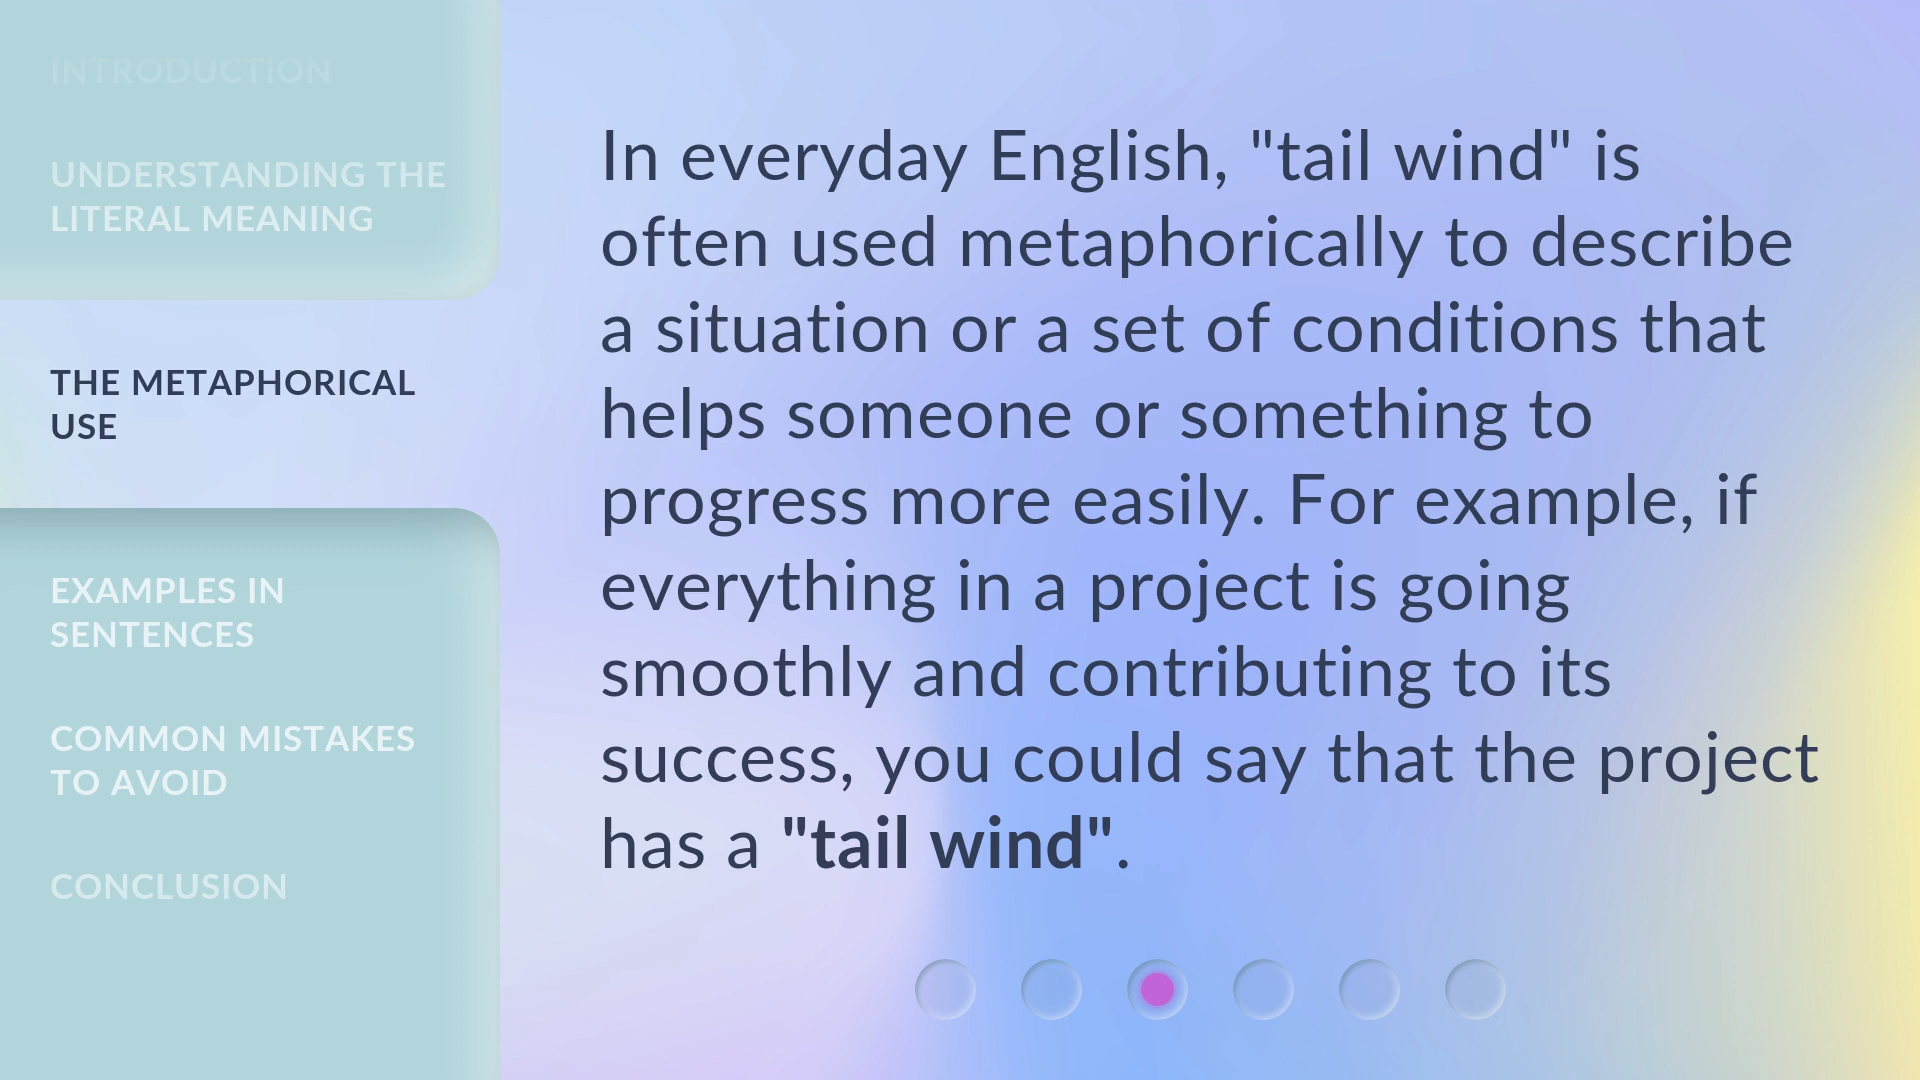 INTRODUCTION
UNDERSTANDING THE
LITERAL MEANING
THE METAPHORICAL
USE
EXAMPLES IN
SENTENCES
COMMON MISTAKES
TO AVOID
CONCLUSION
In everyday English, "tail wind" is
often used metaphorically to describe
a situation or a set of conditions that
helps someone or something to
progress more easily. For example, if
everything in a project is going
smoothly and contributing to its
success, you could say that the project
has a "tail wind".